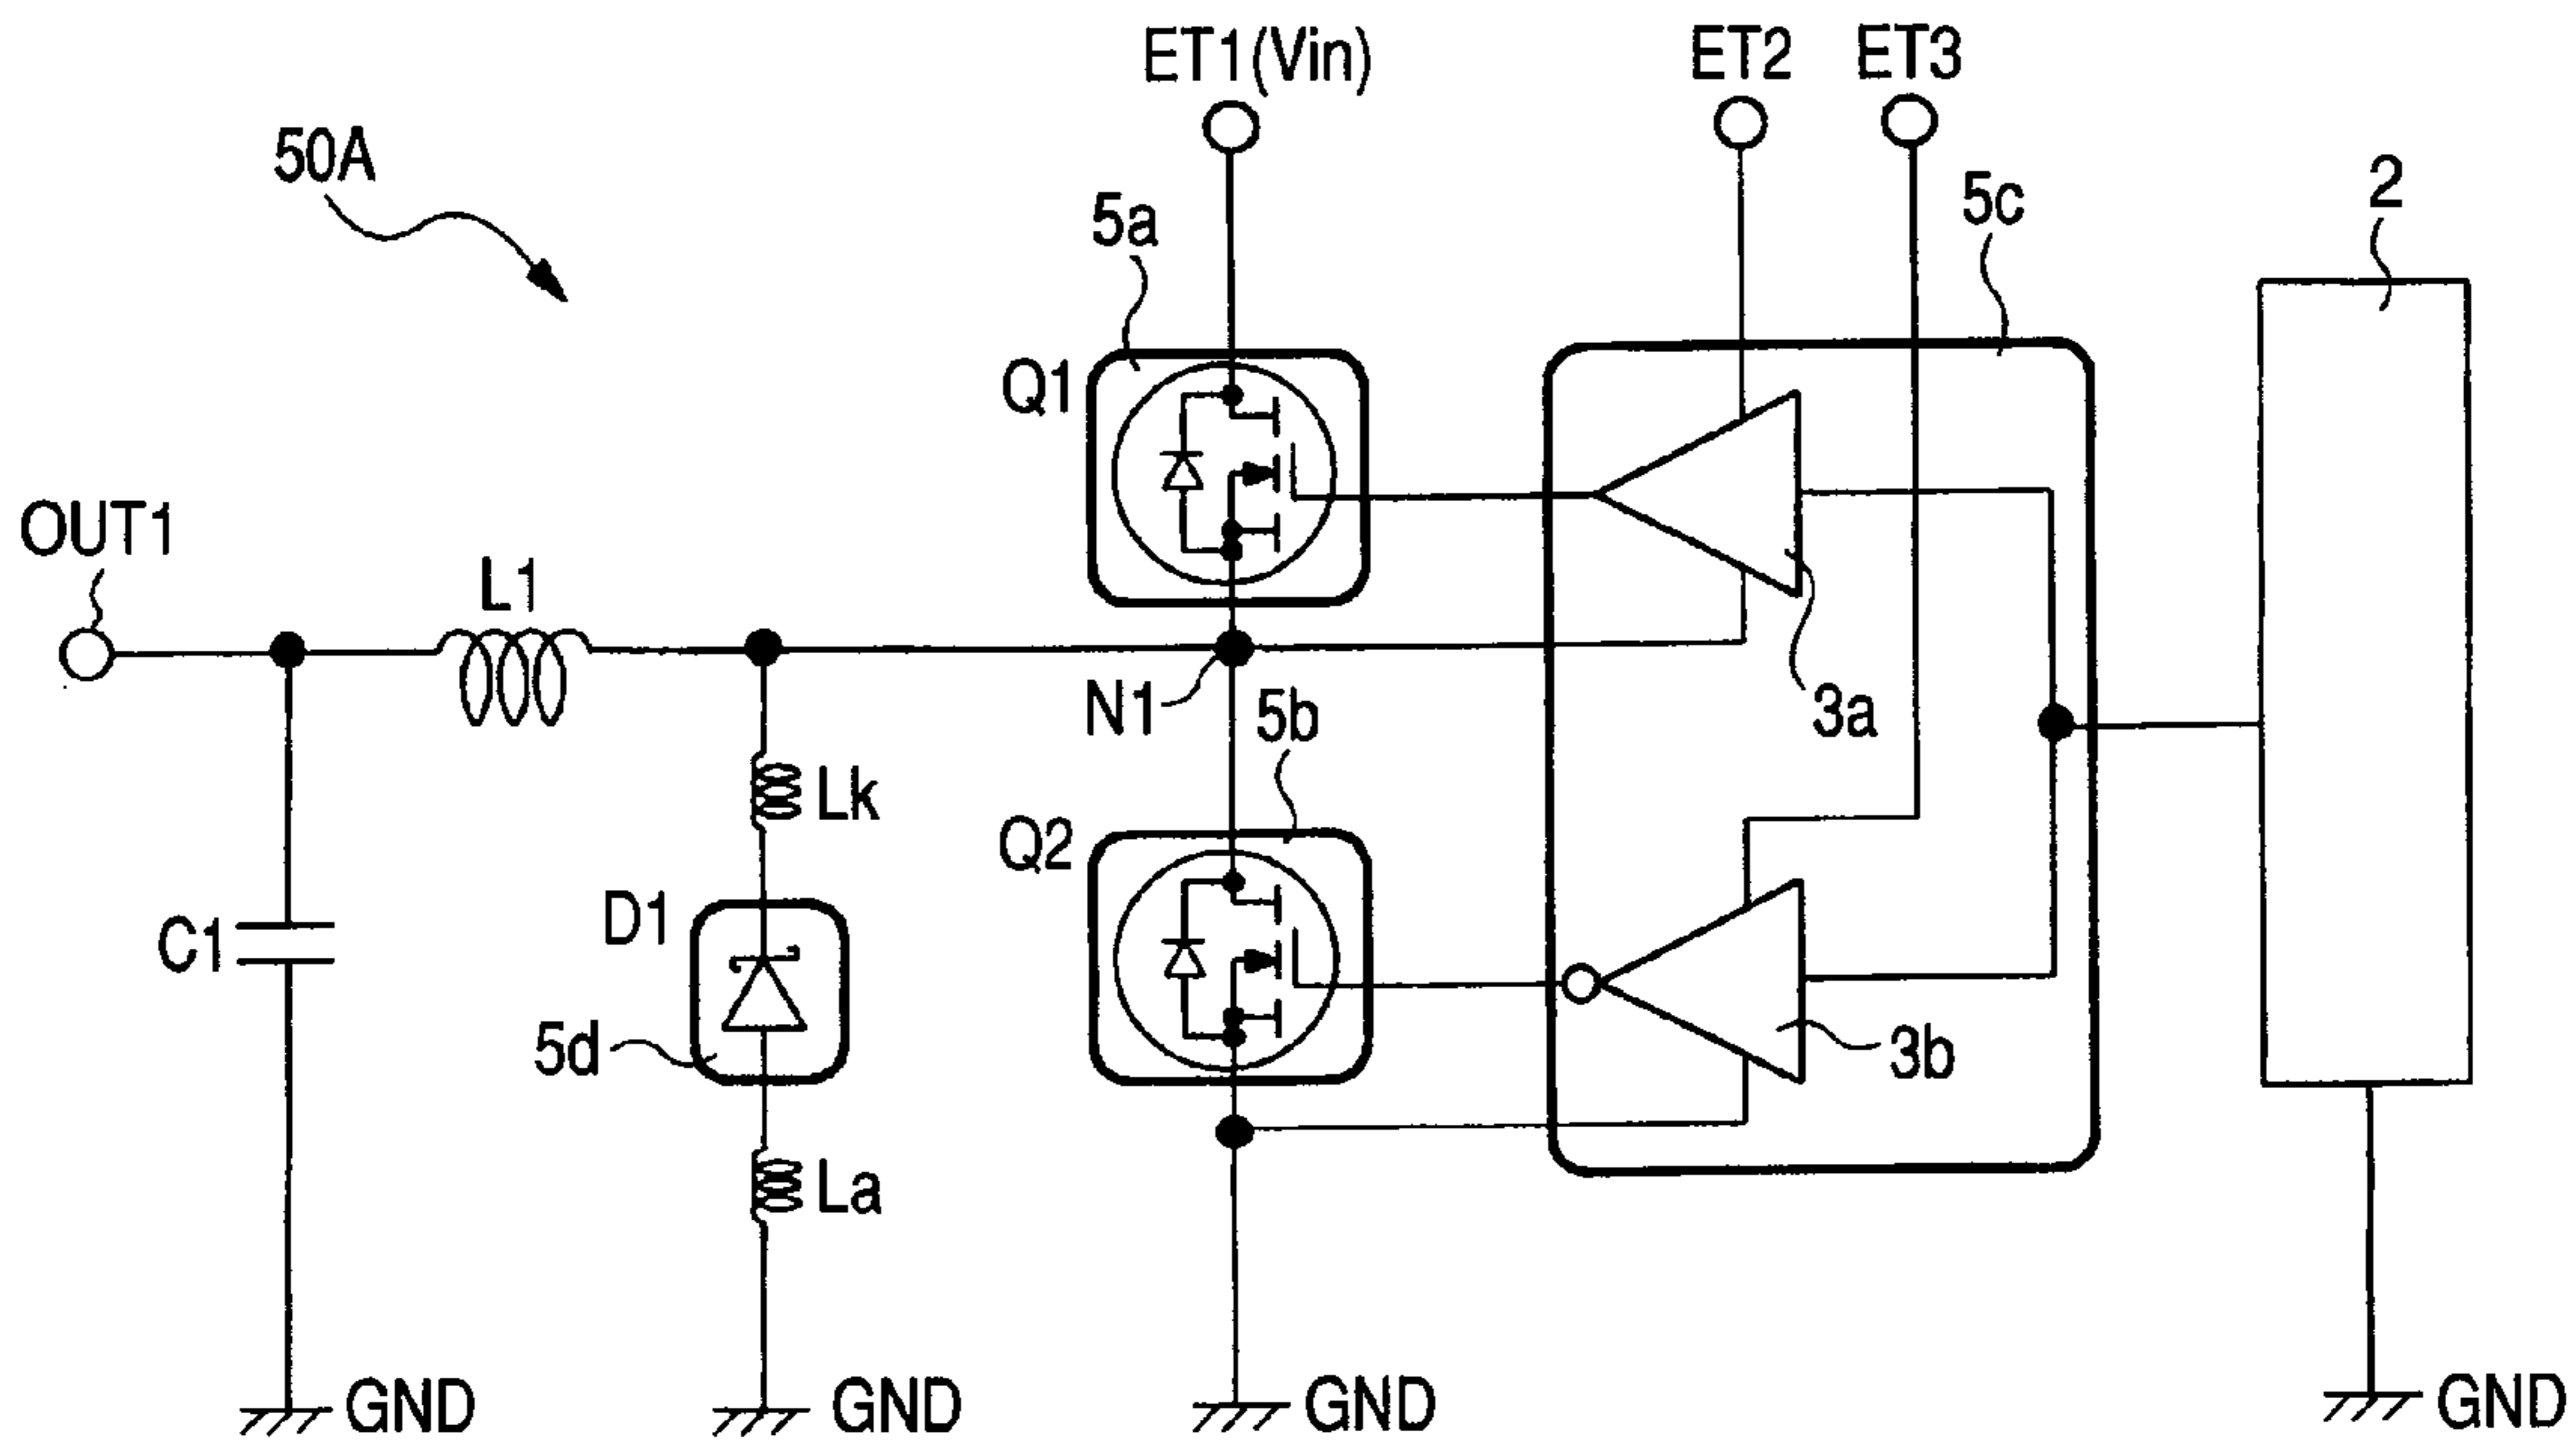 ET1(Vin)
ET2
ET3
50A
5a
5c
2
Q1
OUT1
L1
N1
5b
3a
Lk
Q2
D1
C1
5d
3b
La
GND
GND
GND
GND